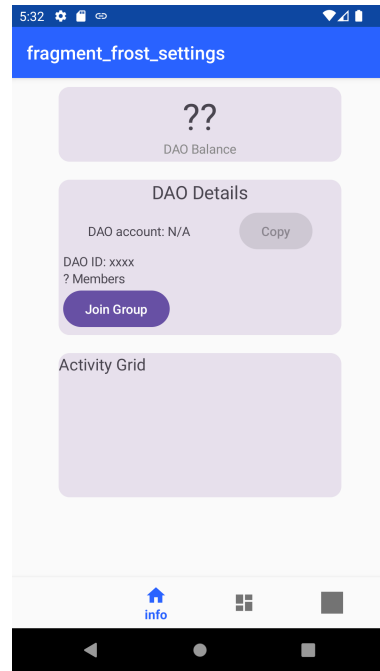 5:32
fragment_frost_settings
??
DAO Balance
DAO Details
DAO account: N/A
Copy
DAO ID: xxxx
? Members
Join Group
Activity Grid
info